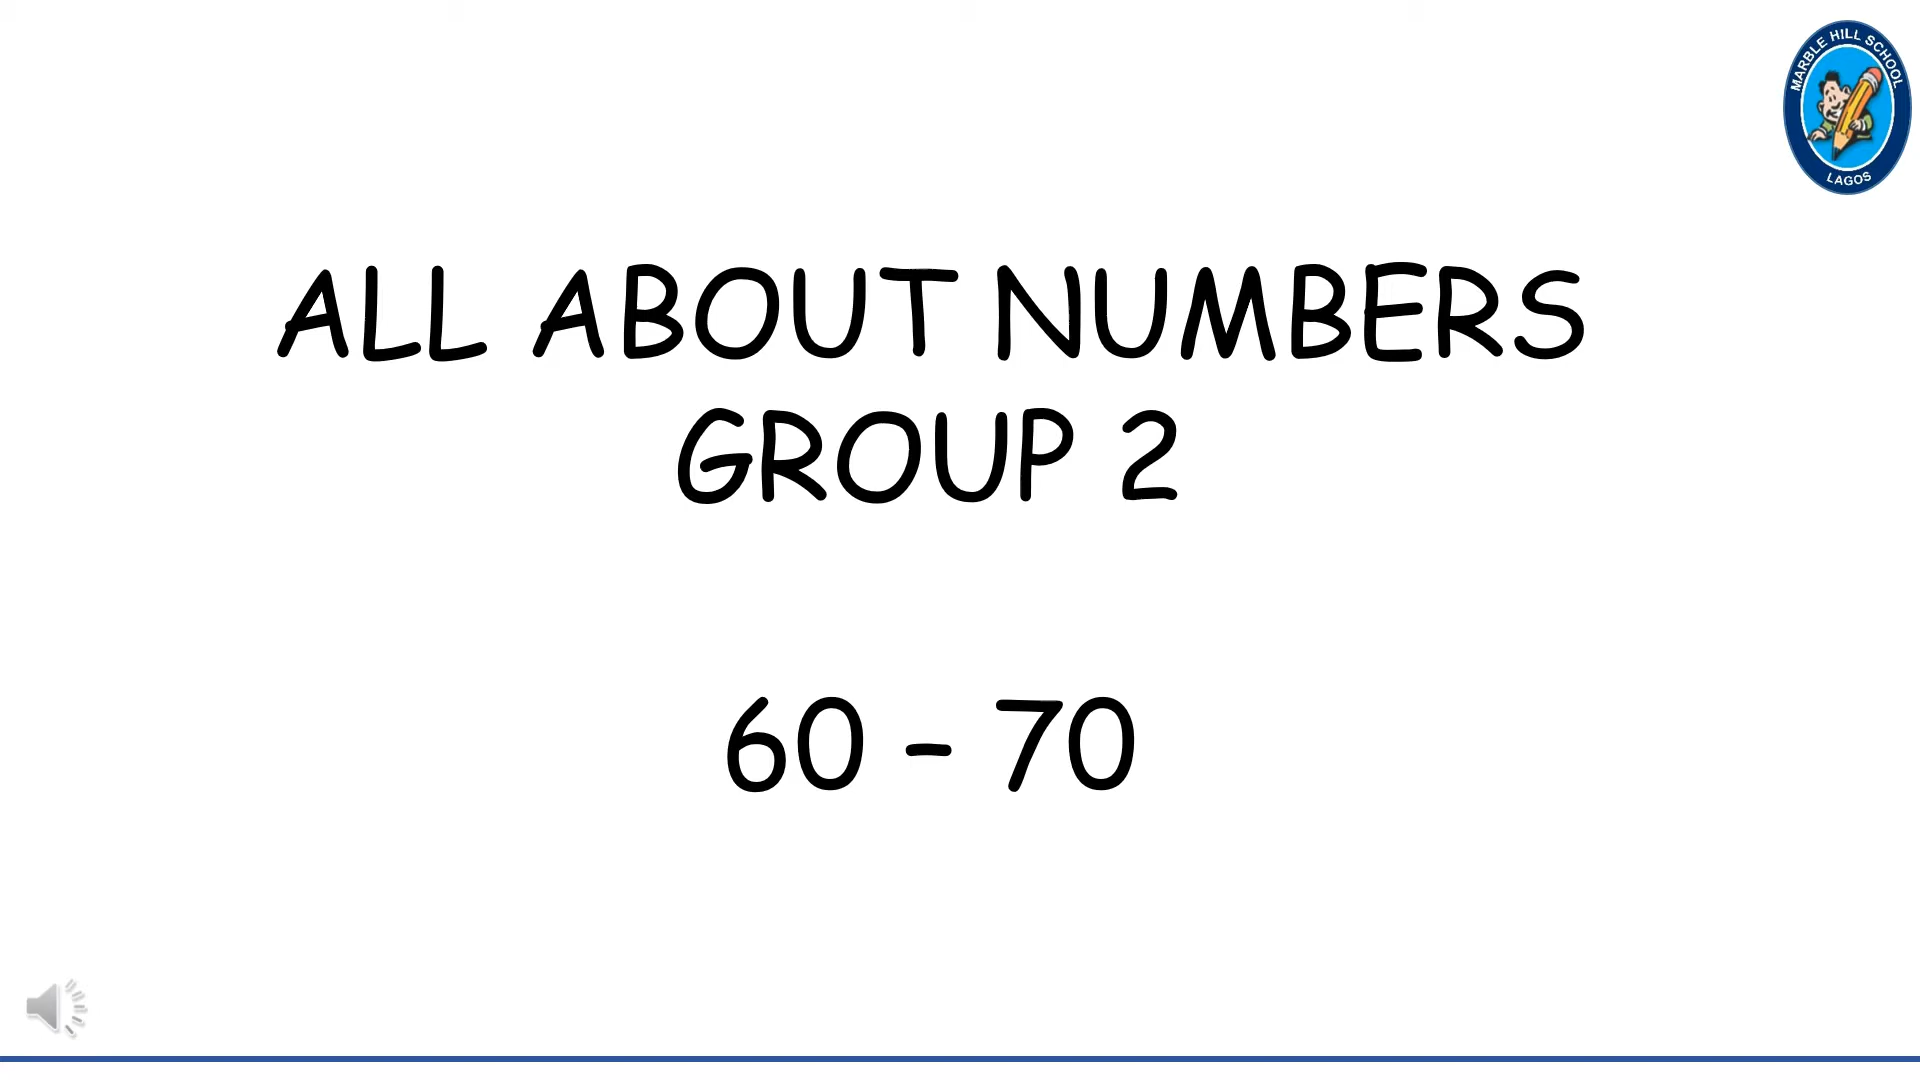 MARBLE HILL SCHOOL
LAGOS
ALL ABOUT NUMBERS
GROUP 2
60 – 70